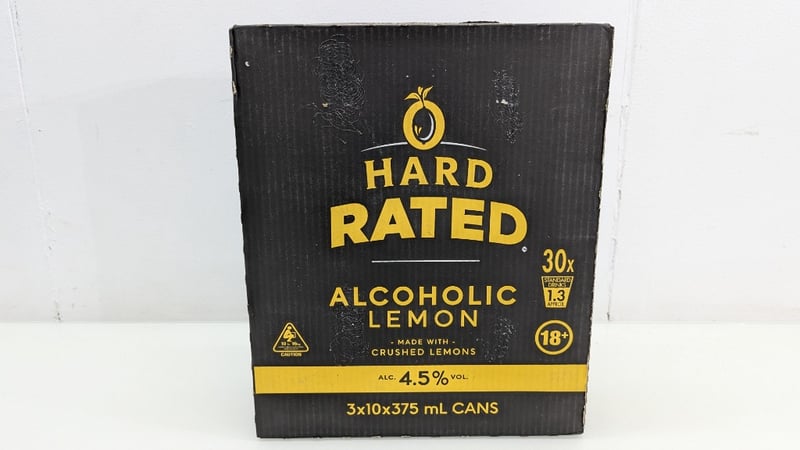 HARD
RATED
ALCOHOLIC
LEMON
- MADE WITH -
CRUSHED LEMONS
30x
STANDARD
DRINKS
1.3
APPROX.
18+
CAUTION
ALC. 4.5% VOL.
3x10x375 mL CANS